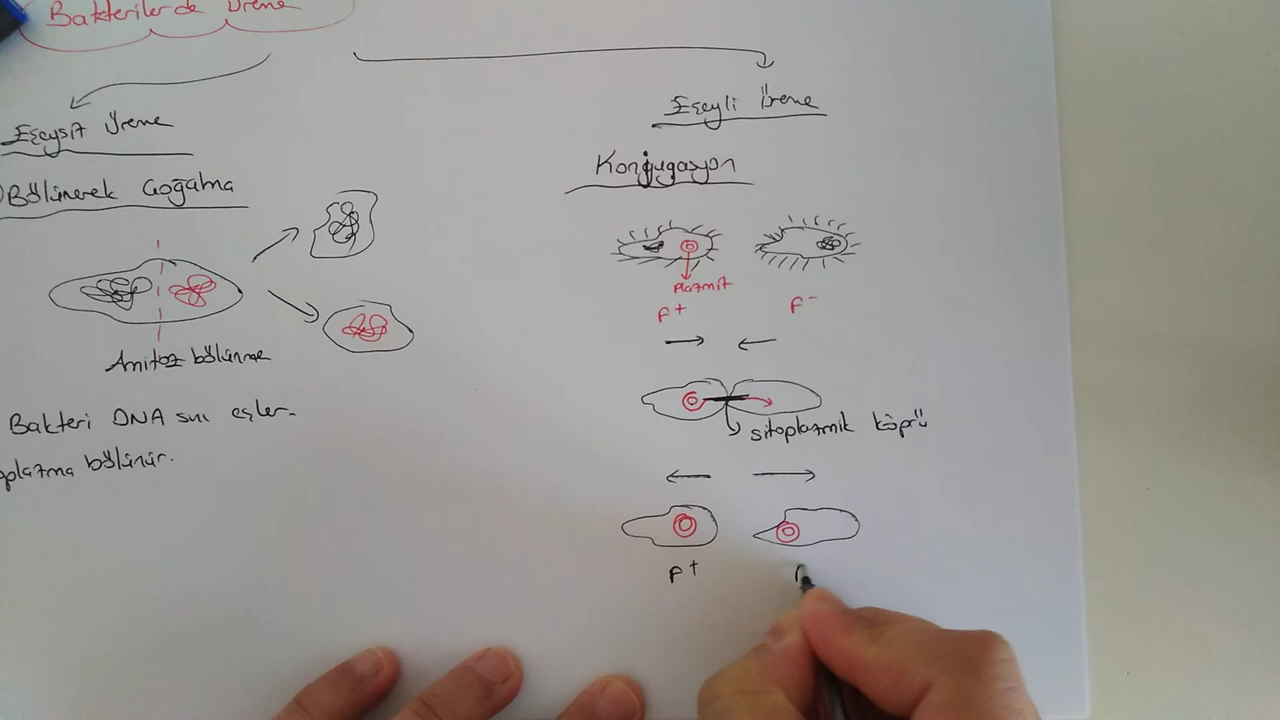 Bakterilerde Üreme
Eşeysiz Üreme
Bölünerek Çoğalma
Amitoz bölünme
Bakteri DNA sını eşler.
bölünür.
Eşeyli Üreme
Konjugasyon
Plazmit
F+
F-
sitoplazmik köprü
F+